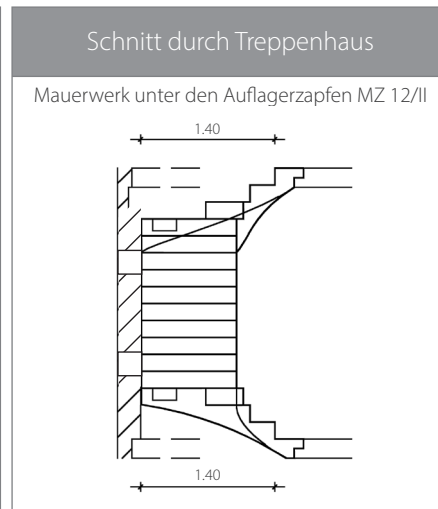 Schnitt durch Treppenhaus
Mauerwerk unter den Auflagerzapfen MZ 12/II
1.40
1.40